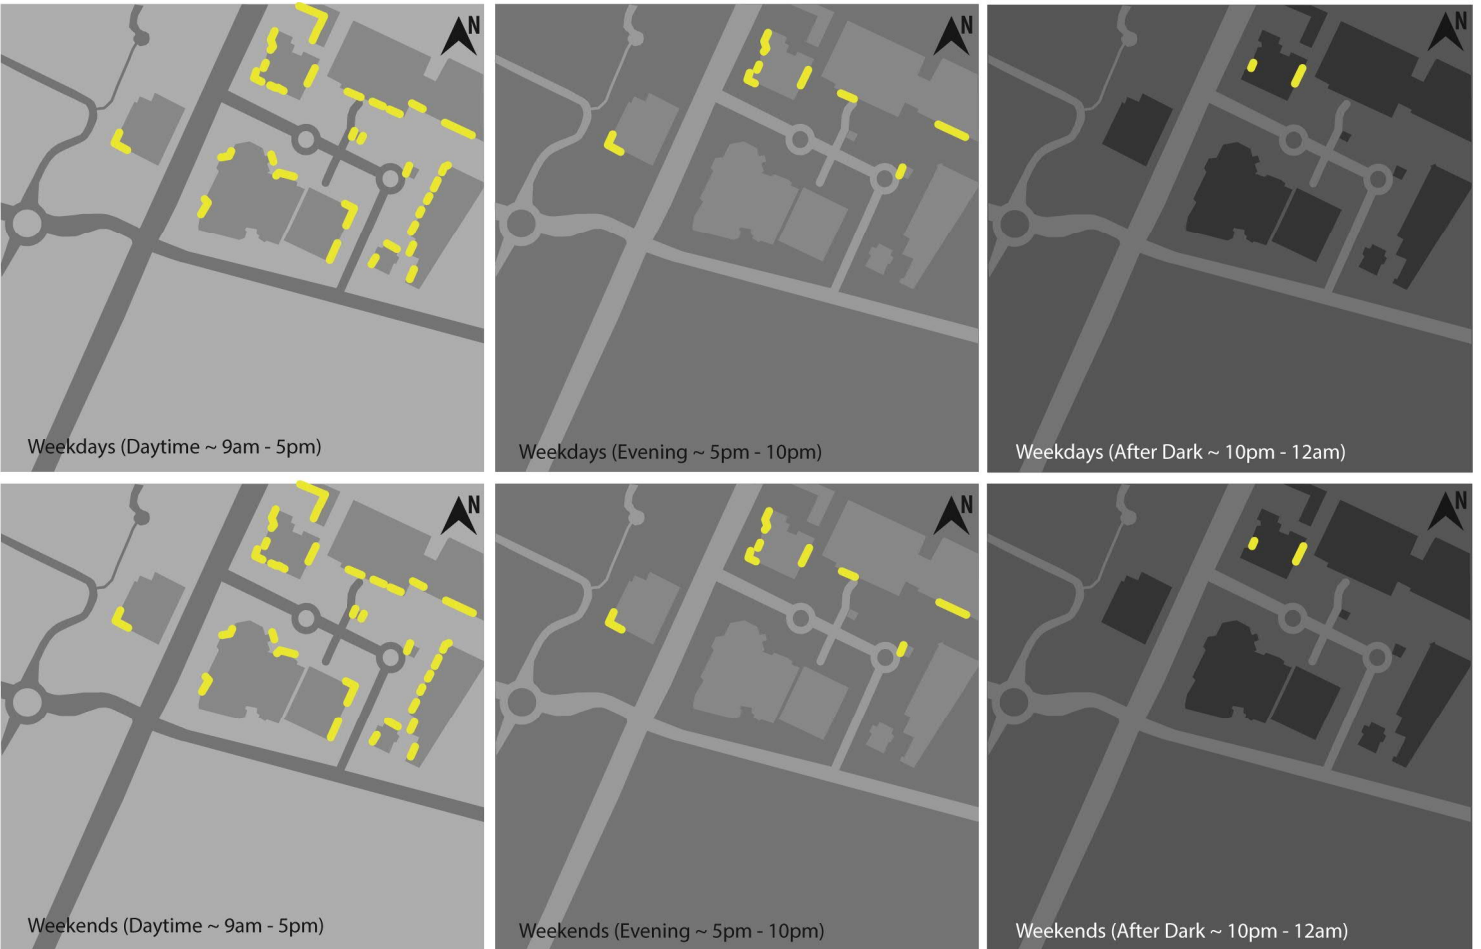 N
N
N
Weekdays (Daytime ~ 9am - 5pm)
Weekdays (Evening ~ 5pm - 10pm)
Weekdays (After Dark ~ 10pm - 12am)
N
N
N
Weekends (Daytime ~ 9am - 5pm)
Weekends (Evening ~ 5pm - 10pm)
Weekends (After Dark ~ 10pm - 12am)